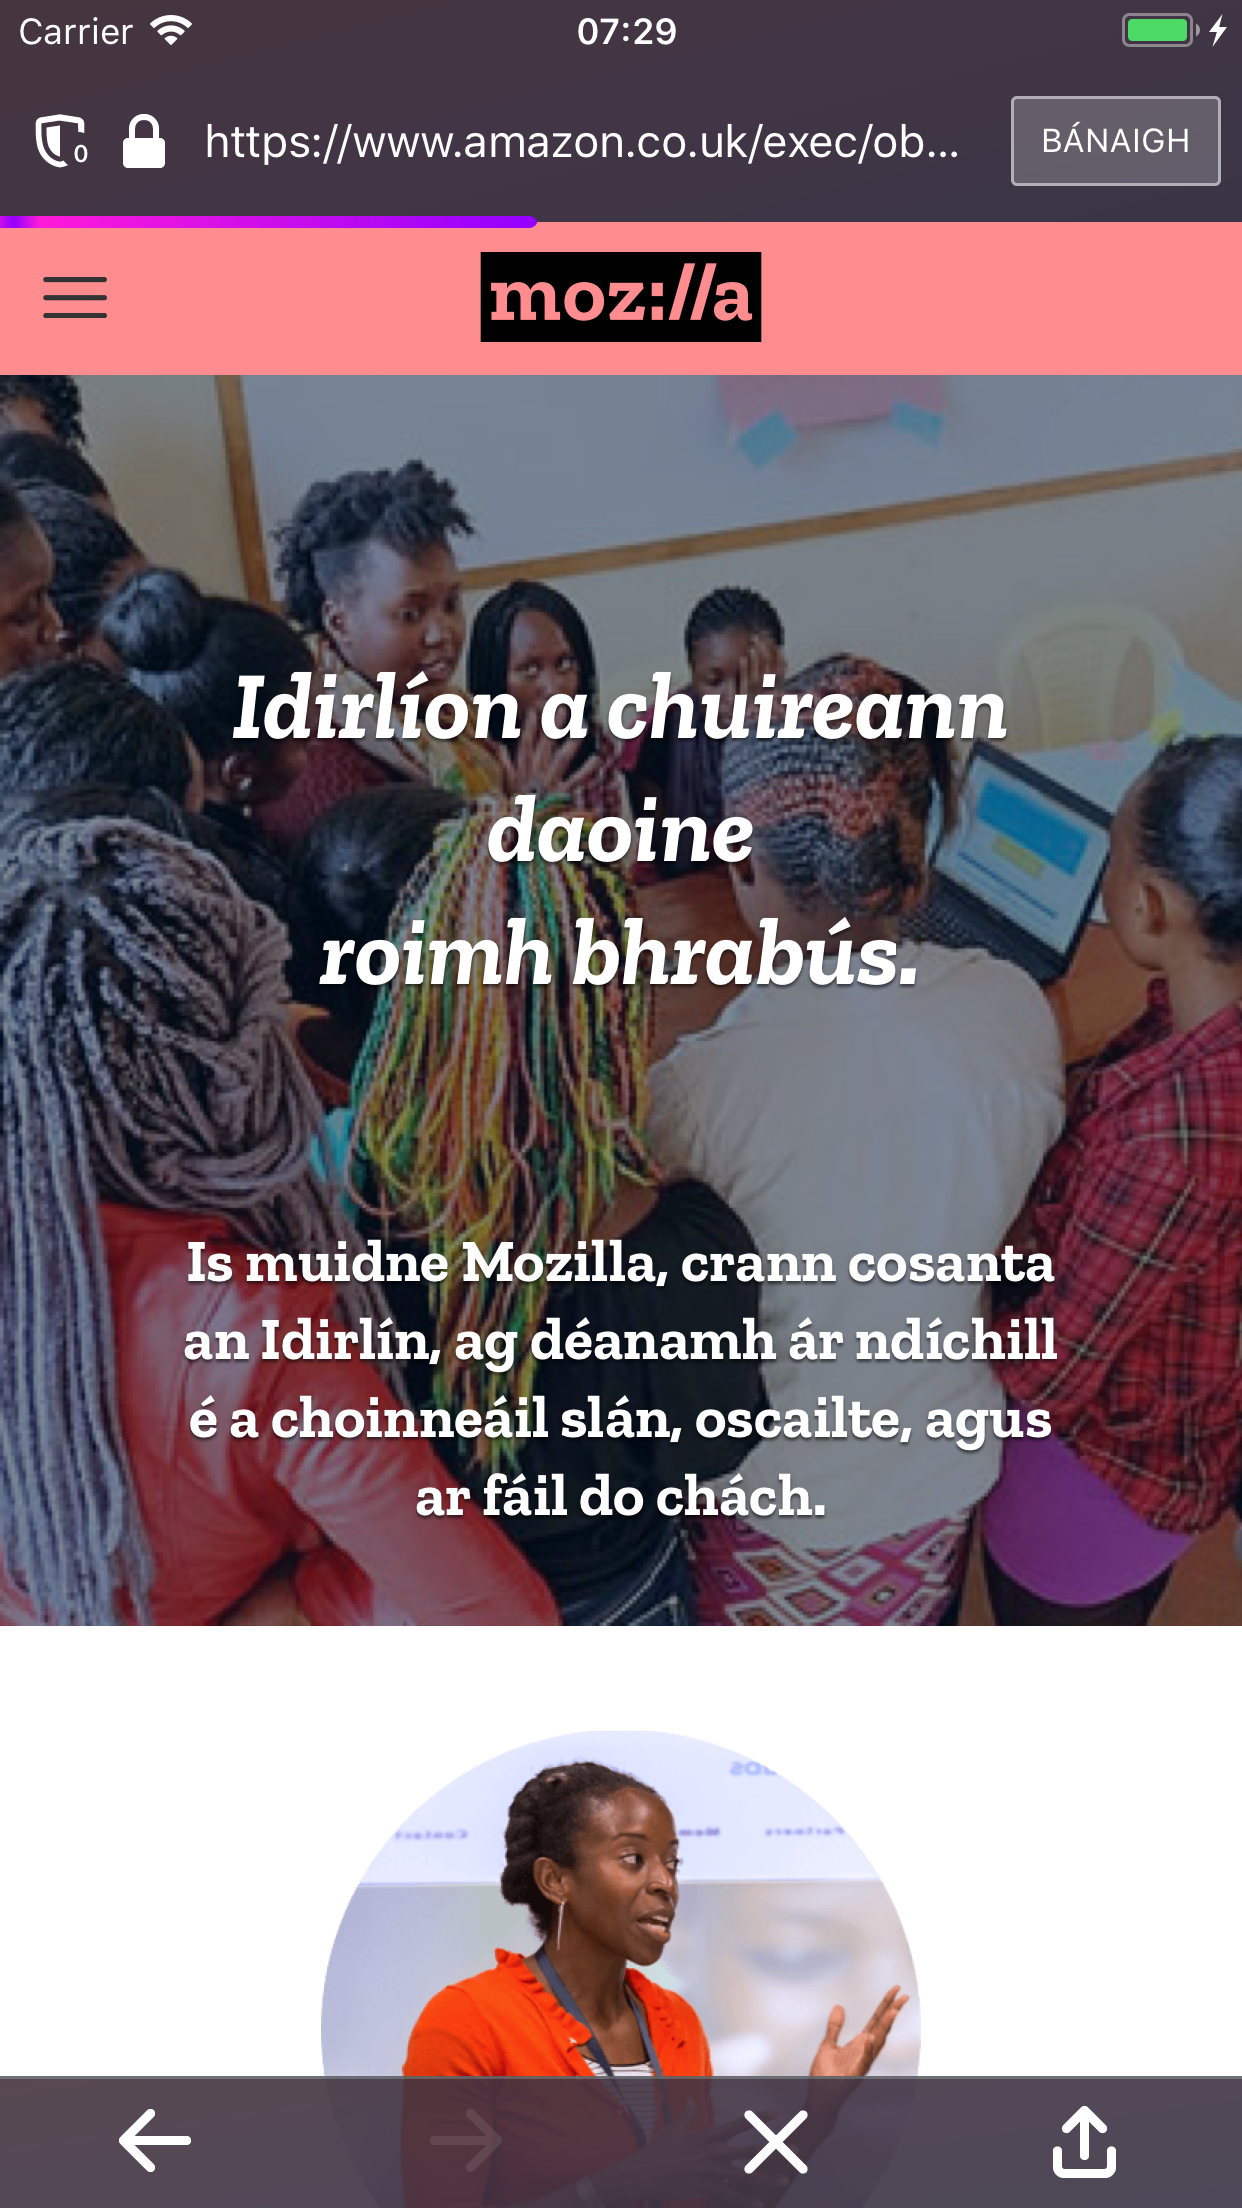 Carrier 07:29
0 https://www.amazon.co.uk/exec/ob... BÁNAIGH
moz://a
Idirlíon a chuireann
daoine
roimh bhrabús.
Is muidne Mozilla, crann cosanta
an Idirlín, ag déanamh ár ndíchill
é a choinneáil slán, oscailte, agus
ar fáil do chách.